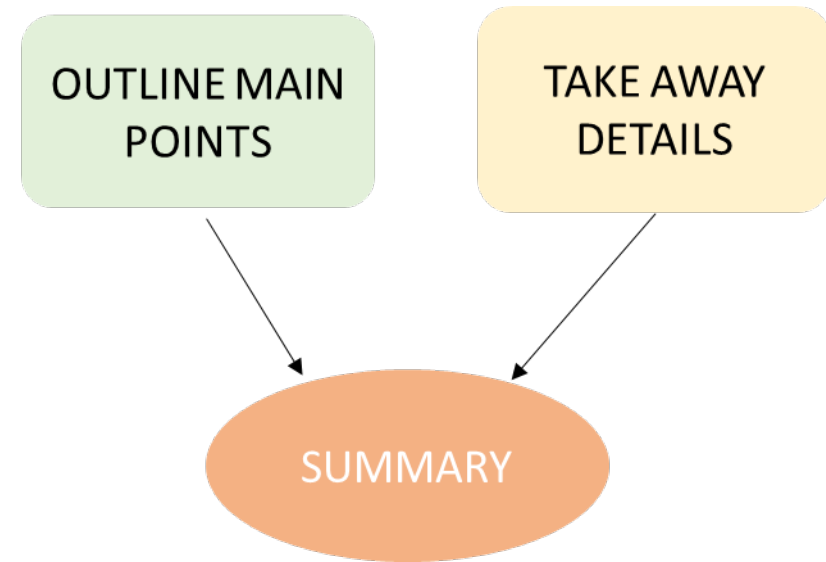 OUTLINE MAIN
POINTS
TAKE AWAY
DETAILS
SUMMARY